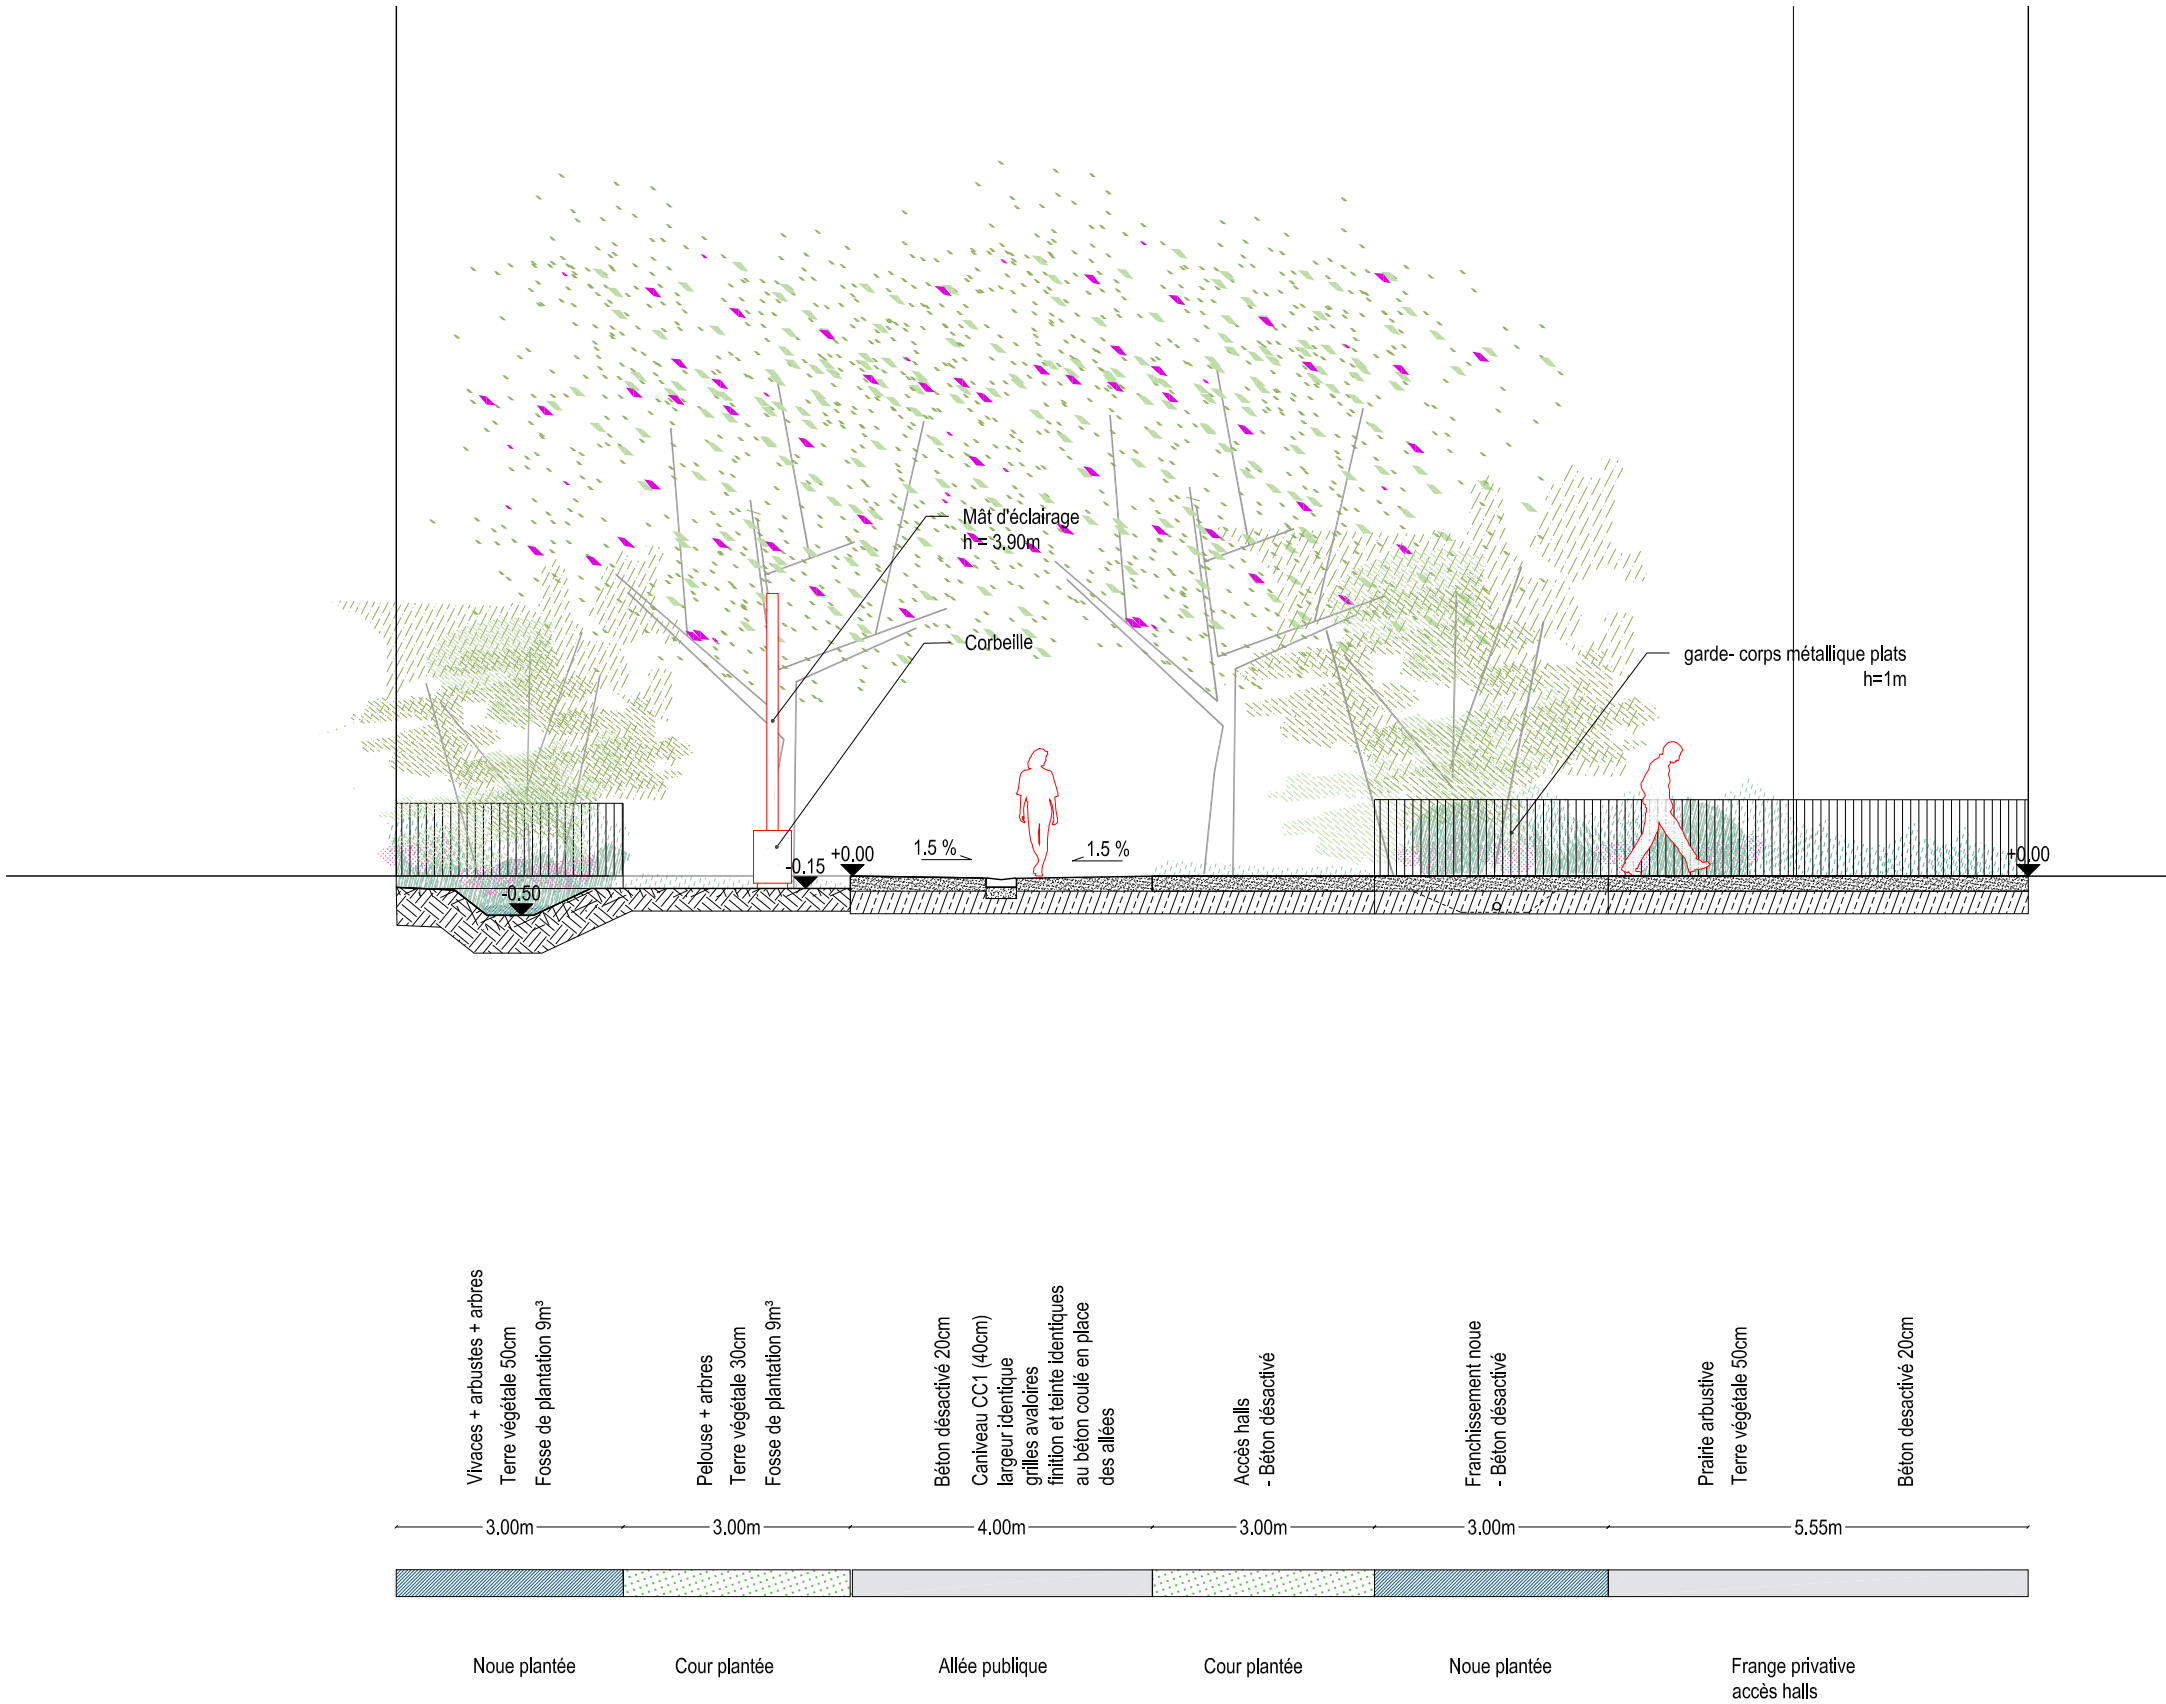 Mât d'éclairage
h = 3.90m
Corbeille
garde- corps métallique plats
h=1m
1.5 %
1.5 %
-0.15
+0.00
+0.00
-0.50
Vivaces + arbustes + arbres
Terre végétale 50cm
Fosse de plantation 9m³
Pelouse + arbres
Terre végétale 30cm
Fosse de plantation 9m³
Béton désactivé 20cm
Caniveau CC1 (40cm)
largeur identique
grilles avaloires
finition et teinte identiques
au béton coulé en place
des allées
Accès halls
- Béton désactivé
Franchissement noue
- Béton désactivé
Prairie arbustive
Terre végétale 50cm
Béton desactivé 20cm
3.00m
3.00m
4.00m
3.00m
3.00m
5.55m
Noue plantée
Cour plantée
Allée publique
Cour plantée
Noue plantée
Frange privative
accès halls